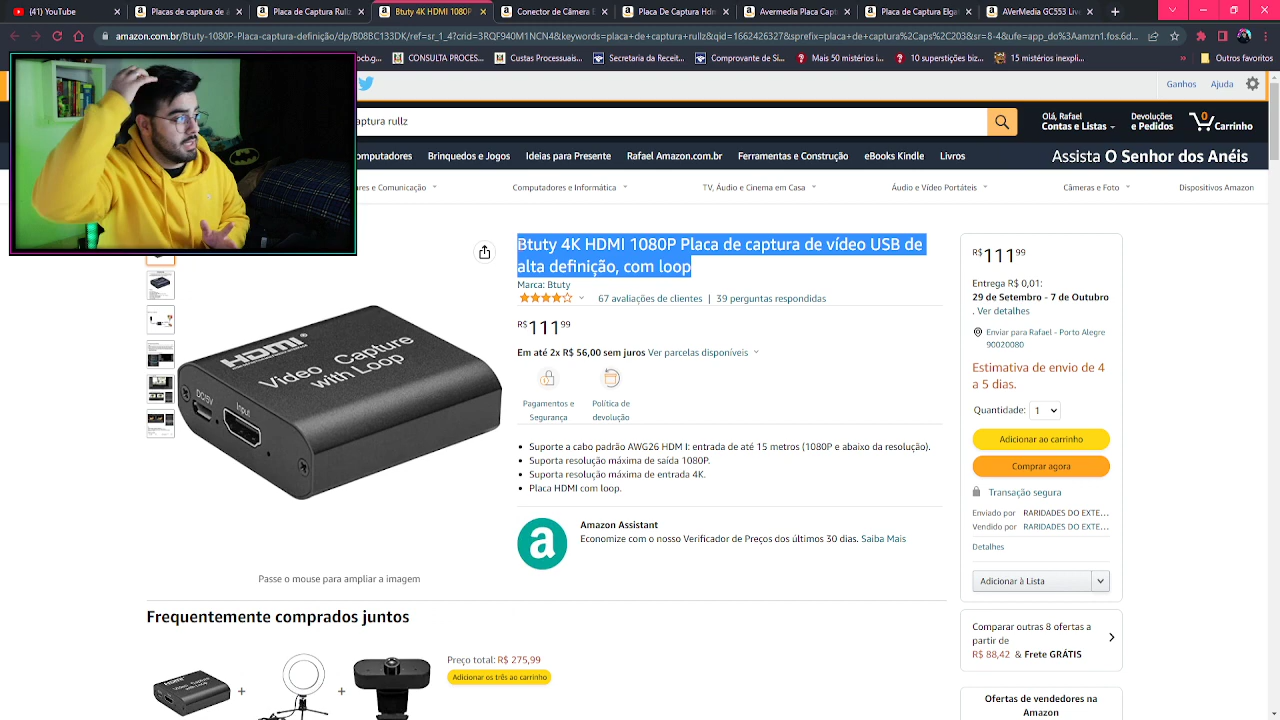 (41) YouTube
Placas de captura de á
Placa de Captura Rullz
Btuty 4K HDMI 1080P
Conector de Câmera E
Placa De Captura
Avermedia Placa Capt
Placa de Captura Elga
AVerMedia GC553 Live
amazon.com.br/Btuty-1080P-Placa-captura-definição/dp/B08BC133DK/ref=sr_1_4?crid=3RQF940M1NCN4&keywords=placa+de+captura+rullz&qid=1664263277&sprefix=placa+de+captura+%2Caps%2C203&sr=8-4&ufe=app_do%3Aamzn1.fos.6d...
CONSULTA PROCES...
Custas Processuais...
Secretaria da Receit...
Comprovante de Si...
Mais 50 mistérios i...
10 superstições biz...
15 mistérios inexpli...
Outros favoritos
Ganhos
Ajuda
aptura rullz
Olá, Rafael
Contas e Listas
Devoluções
e Pedidos
0
Carrinho
omputadores
Brinquedos e Jogos
Ideias para Presente
Rafael Amazon.com.br
Ferramentas e Construção
eBooks Kindle
Livros
Assista O Senhor dos Anéis
ares e Comunicação
Computadores e Informática
TV, Áudio e Cinema em Casa
Áudio e Vídeo Portáteis
Câmeras e Foto
Dispositivos Amazon
Btuty 4K HDMI 1080P Placa de captura de vídeo USB de
alta definição, com loop
Marca: Btuty
67 avaliações de clientes | 39 perguntas respondidas
R$ 111 99
Em até 2x R$ 56,00 sem juros Ver parcelas disponíveis
Pagamentos e
Segurança
Política de
devolução
• Suporte a cabo padrão AWG26 HDM I: entrada de até 15 metros (1080P e abaixo da resolução).
• Suporta resolução máxima de saída 1080P.
• Suporta resolução máxima de entrada 4K.
• Placa HDMI com loop.
a
Amazon Assistant
Economize com o nosso Verificador de Preços dos últimos 30 dias. Saiba Mais
HDMI
Video Capture
with Loop
DC/5V
Input
Passe o mouse para ampliar a imagem
R$ 111 99
Entrega R$ 0,01:
29 de Setembro - 7 de Outubro
. Ver detalhes
Enviar para Rafael - Porto Alegre
90020080
Estimativa de envio de 4
a 5 dias.
Quantidade: 1
Adicionar ao carrinho
Comprar agora
Transação segura
Enviado por RARIDADES DO EXTE...
Vendido por RARIDADES DO EXTE...
Detalhes
Adicionar à Lista
Comparar outras 8 ofertas a
partir de
R$ 88,42 & Frete GRÁTIS
Ofertas de vendedores na
Amazon
Frequentemente comprados juntos
+
+
Preço total: R$ 275,99
Adicionar os três ao carrinho